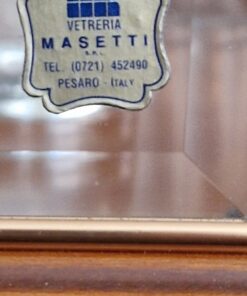 VETRERIA
MASETTI
S.R.L.
TEL. (0721) 452490
PESARO - ITALY